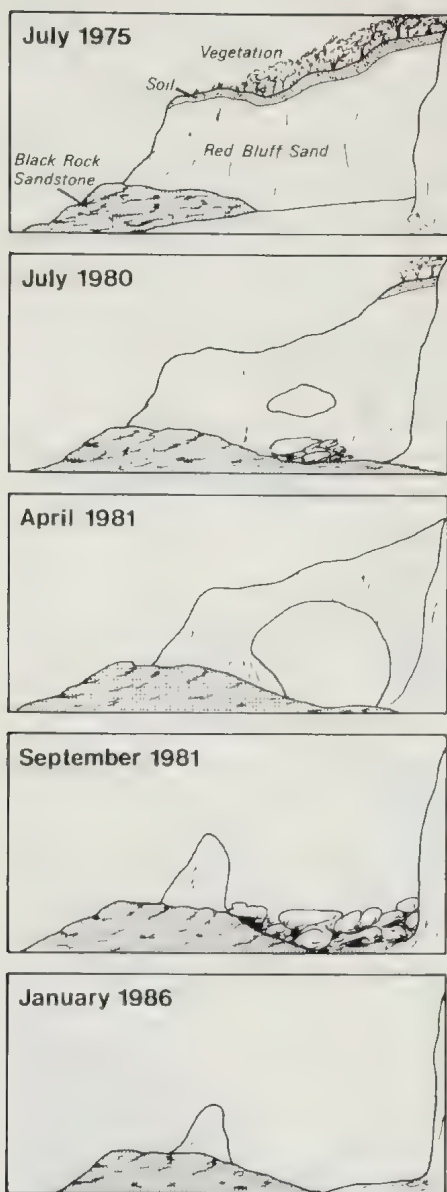 July 1975
Vegetation
Soil
Red Bluff Sand
Black Rock
Sandstone
July 1980
April 1981
September 1981
January 1986